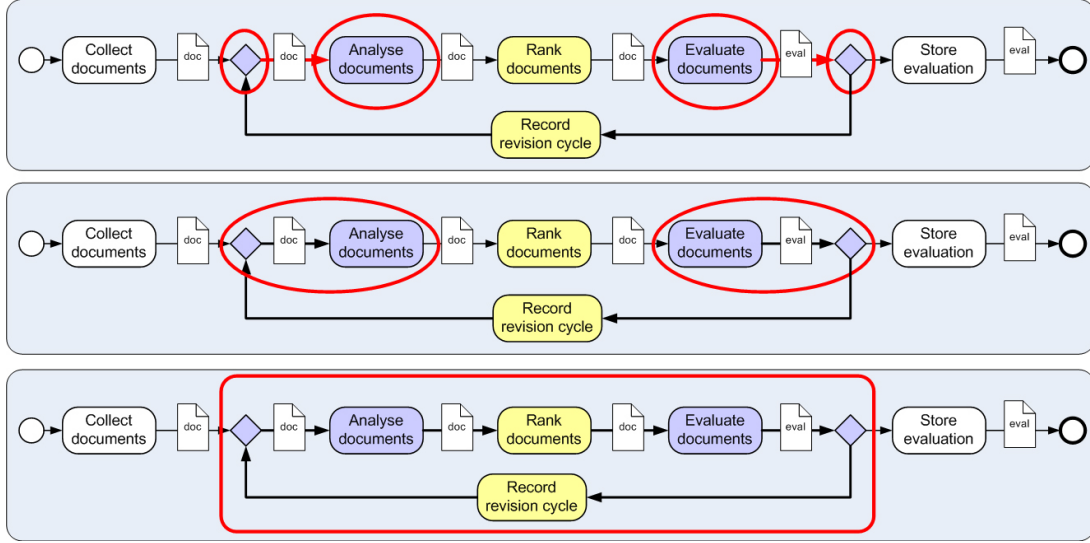 Collect
documents
doc
doc
Analyse
documents
doc
Rank
documents
doc
Evaluate
documents
eval
Store
evaluation
eval
Record
revision cycle
Collect
documents
doc
doc
Analyse
documents
doc
Rank
documents
doc
Evaluate
documents
eval
Store
evaluation
eval
Record
revision cycle
Collect
documents
doc
doc
Analyse
documents
doc
Rank
documents
doc
Evaluate
documents
eval
Store
evaluation
eval
Record
revision cycle